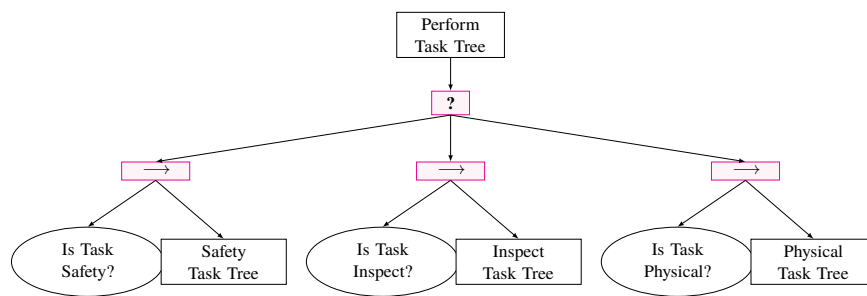 Perform
Task Tree
?
→ → →
Is Task
Safety?
Safety
Task Tree
Is Task
Inspect?
Inspect
Task Tree
Is Task
Physical?
Physical
Task Tree